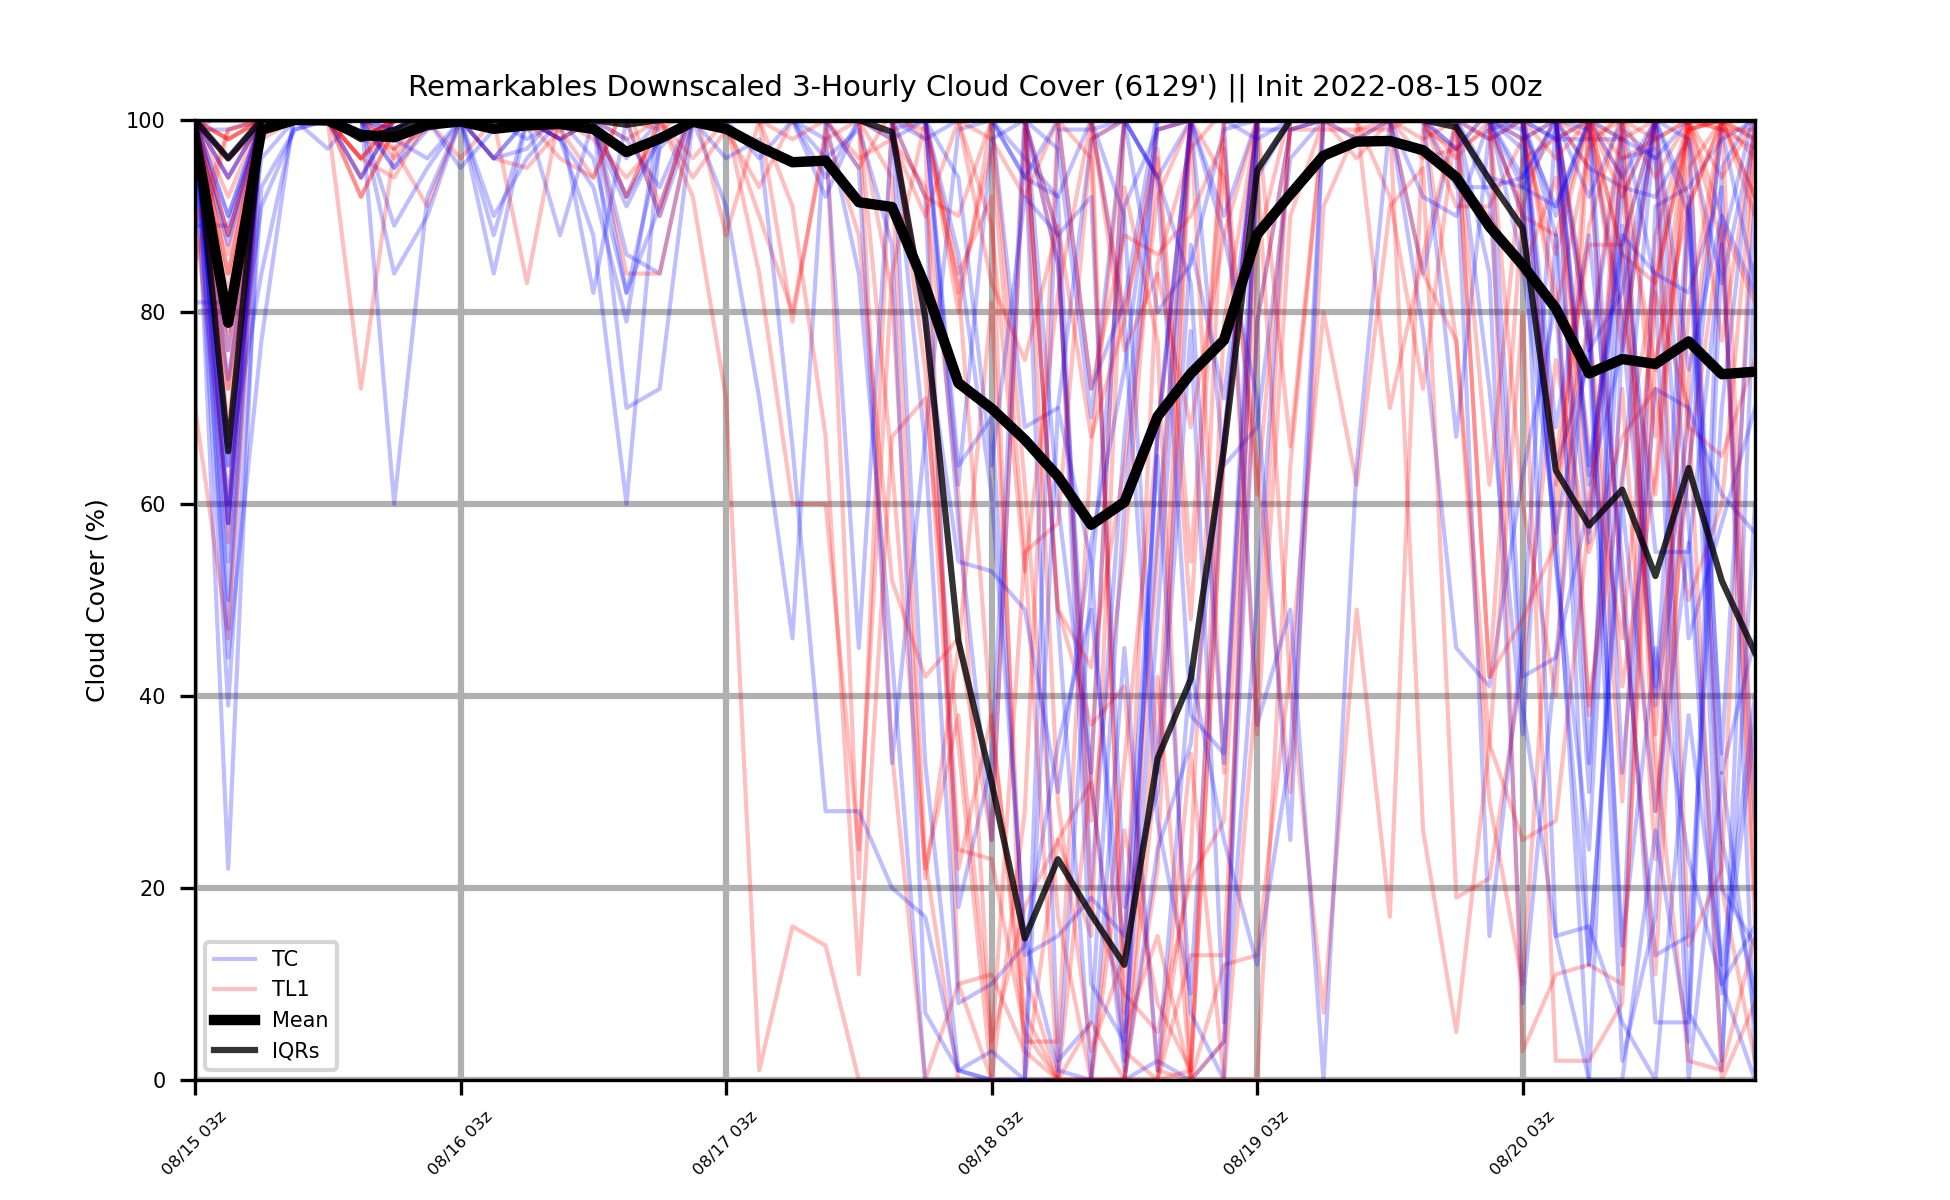 Remarkables Downscaled 3-Hourly Cloud Cover (6129') || Init 2022-08-15 00z
Cloud Cover (%)
100
80
60
40
20
0
TC
TL1
Mean
IQRs
08/15 03z
08/16 03z
08/17 03z
08/18 03z
08/19 03z
08/20 03z